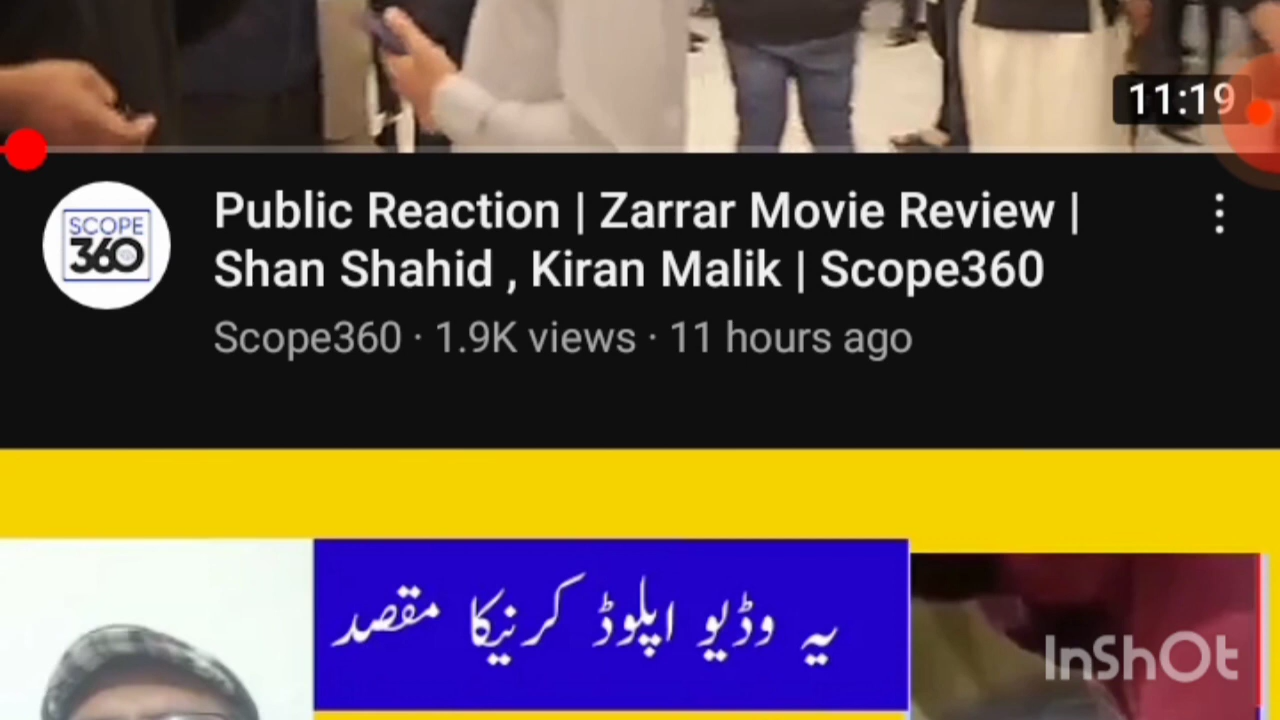 11:19
SCOPE
360
Public Reaction | Zarrar Movie Review |
Shan Shahid , Kiran Malik | Scope360
Scope360 · 1.9K views · 11 hours ago
یہ وڈیو اپلوڈ کرنیکا مقصد
InShOt